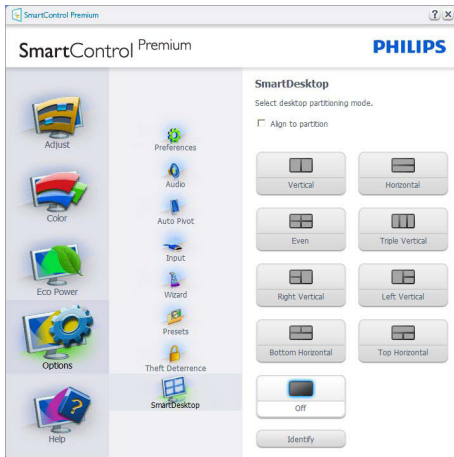 SmartControl Premium
SmartControl Premium
PHILIPS
Adjust
Color
Eco Power
Options
Help
Preferences
Audio
Auto Pivot
Input
Wizard
Presets
Theft Deterrence
SmartDesktop
SmartDesktop
Select desktop partitioning mode.
Align to partition
Vertical
Horizontal
Even
Triple Vertical
Right Vertical
Left Vertical
Bottom Horizontal
Top Horizontal
Off
Identify